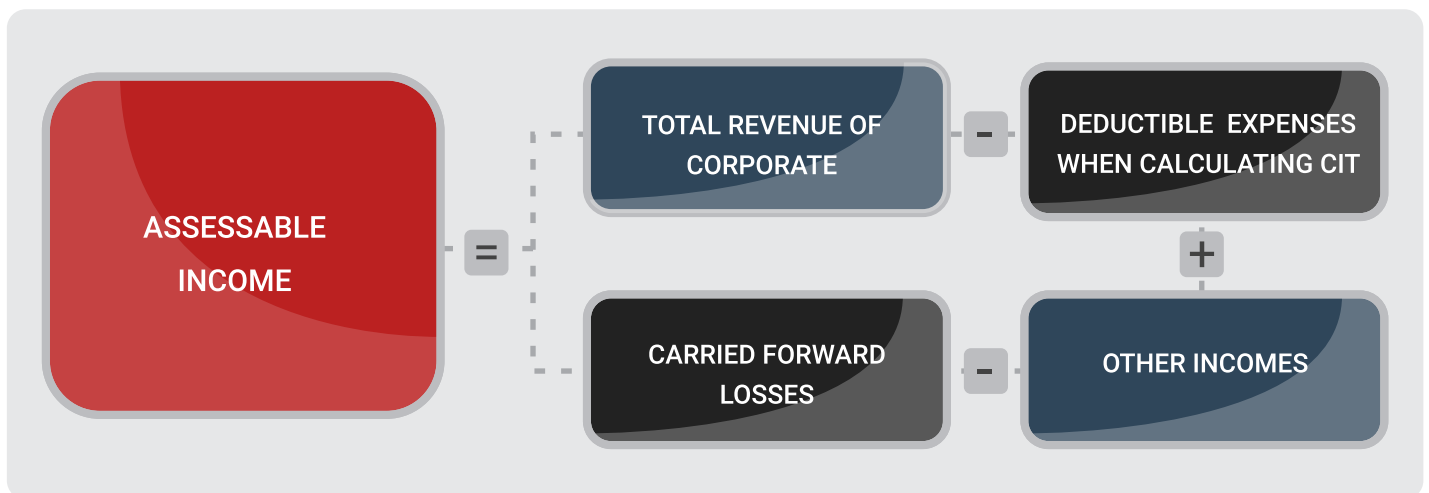 ASSESSABLE
INCOME
=
TOTAL REVENUE OF
CORPORATE
-
DEDUCTIBLE  EXPENSES
WHEN CALCULATING CIT
+
CARRIED FORWARD
LOSSES
-
OTHER INCOMES